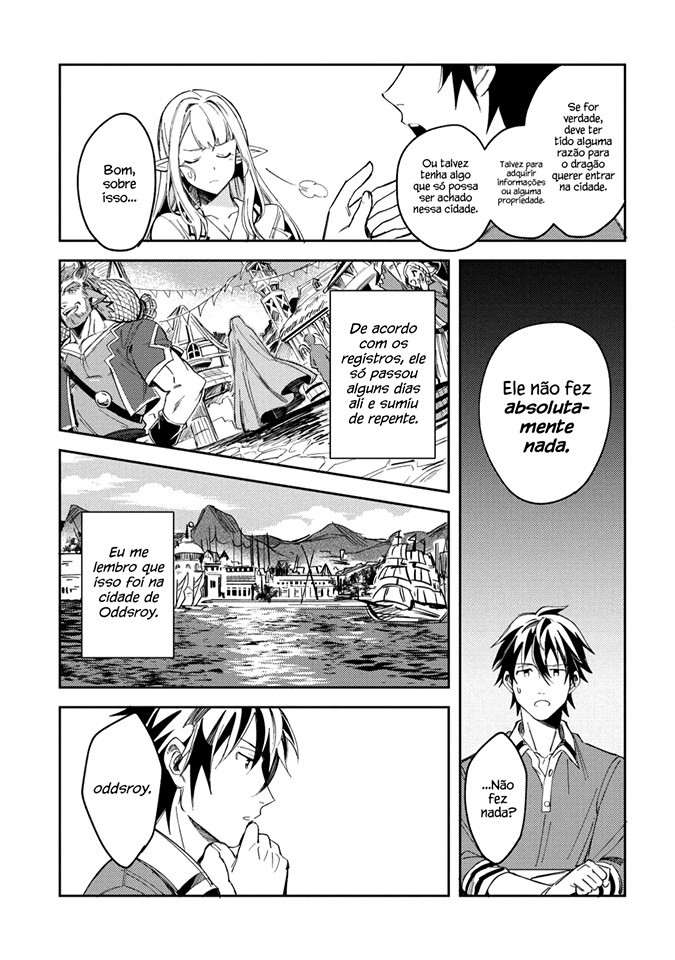 Se for
verdade,
deve ter
tido alguma
razão para
o dragão
querer entrar
na cidade.
Talvez para
adquirir
informações
ou alguma
propriedade.
Ou talvez
tenha algo
que só possa
ser achado
nessa cidade.
Bom,
sobre
isso...
Ele não fez
absoluta-
mente
nada.
...Não
fez
nada?
De acordo
com os
registros, ele
só passou
alguns dias
ali e sumiu
de repente.
Eu me
lembro que
isso foi na
cidade de
Oddsroy.
oddsroy.